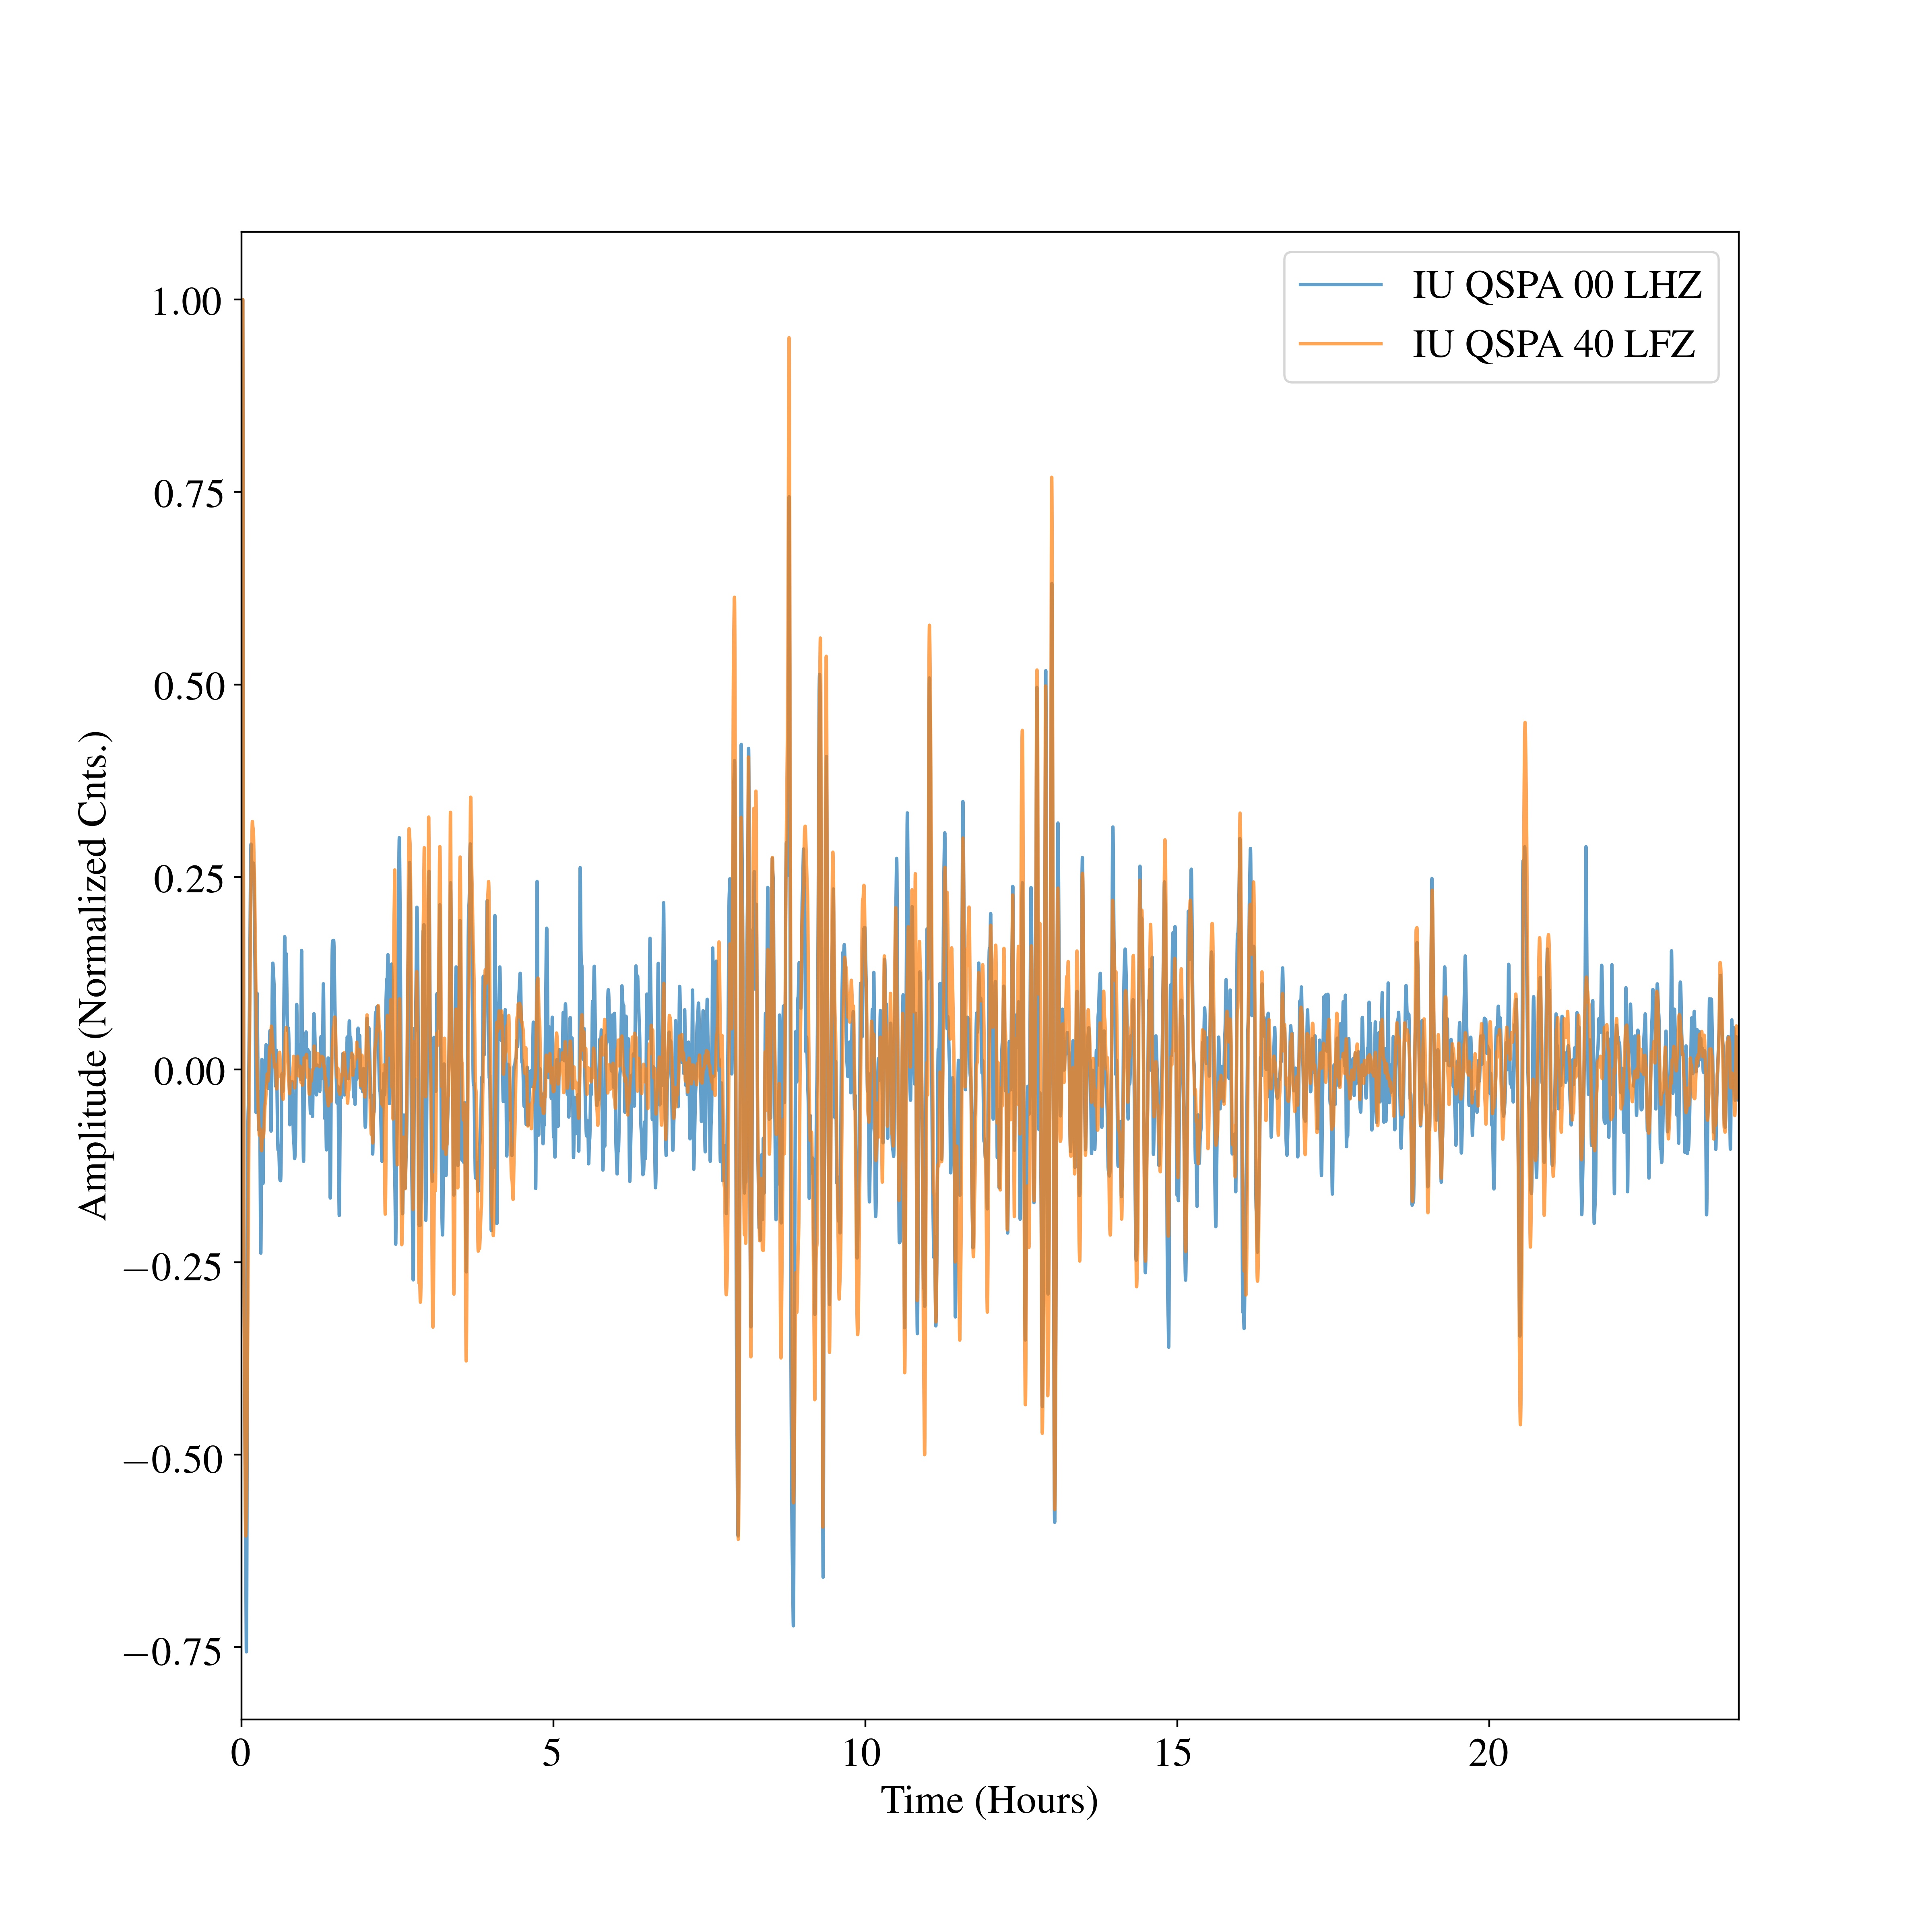 IU QSPA 00 LHZ
IU QSPA 40 LFZ
1.00
0.75
0.50
0.25
0.00
−0.25
−0.50
−0.75
Amplitude (Normalized Cnts.)
0 5 10 15 20
Time (Hours)